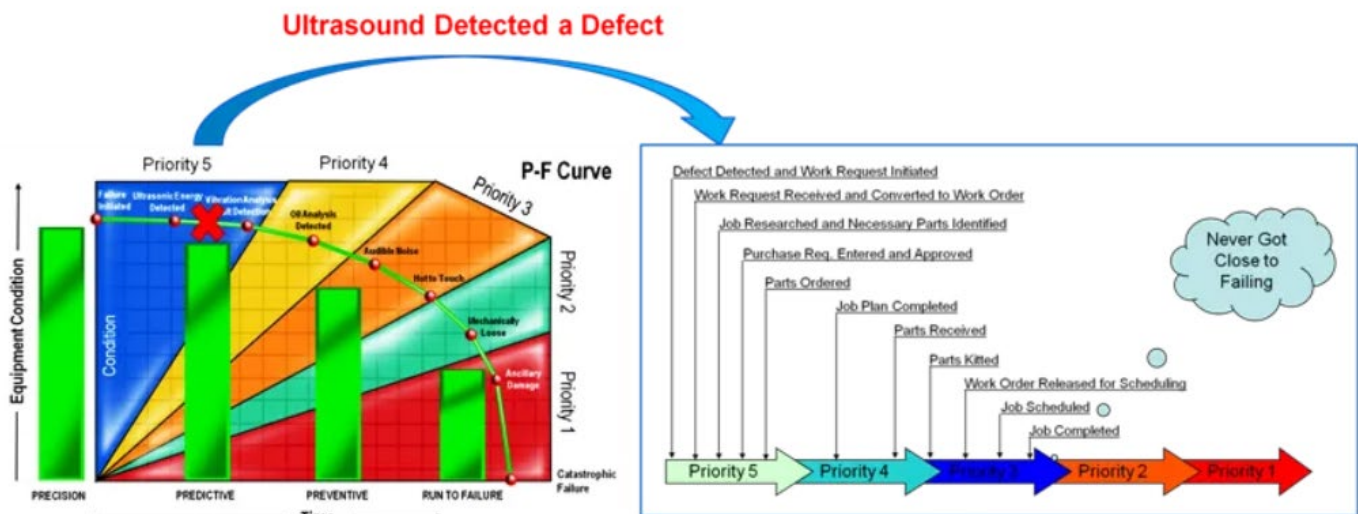 Ultrasound Detected a Defect
Priority 5
Priority 4
P-F Curve
Priority 3
Priority 2
Priority 1
Equipment Condition
Condition
Failure
Initiated
Ultrasonic Energy
Detected
Vibration Analysis
Detection
Oil Analysis
Detected
Audible Noise
Hot to Touch
Mechanically
Loose
Ancillary
Damage
Catastrophic
Failure
PRECISION
PREDICTIVE
PREVENTIVE
RUN TO FAILURE
Defect Detected and Work Request Initiated
Work Request Received and Converted to Work Order
Job Researched and Necessary Parts Identified
Purchase Req. Entered and Approved
Parts Ordered
Job Plan Completed
Parts Received
Parts Kitted
Work Order Released for Scheduling
Job Scheduled
Job Completed
Never Got
Close to
Failing
Priority 5
Priority 4
Priority 3
Priority 2
Priority 1